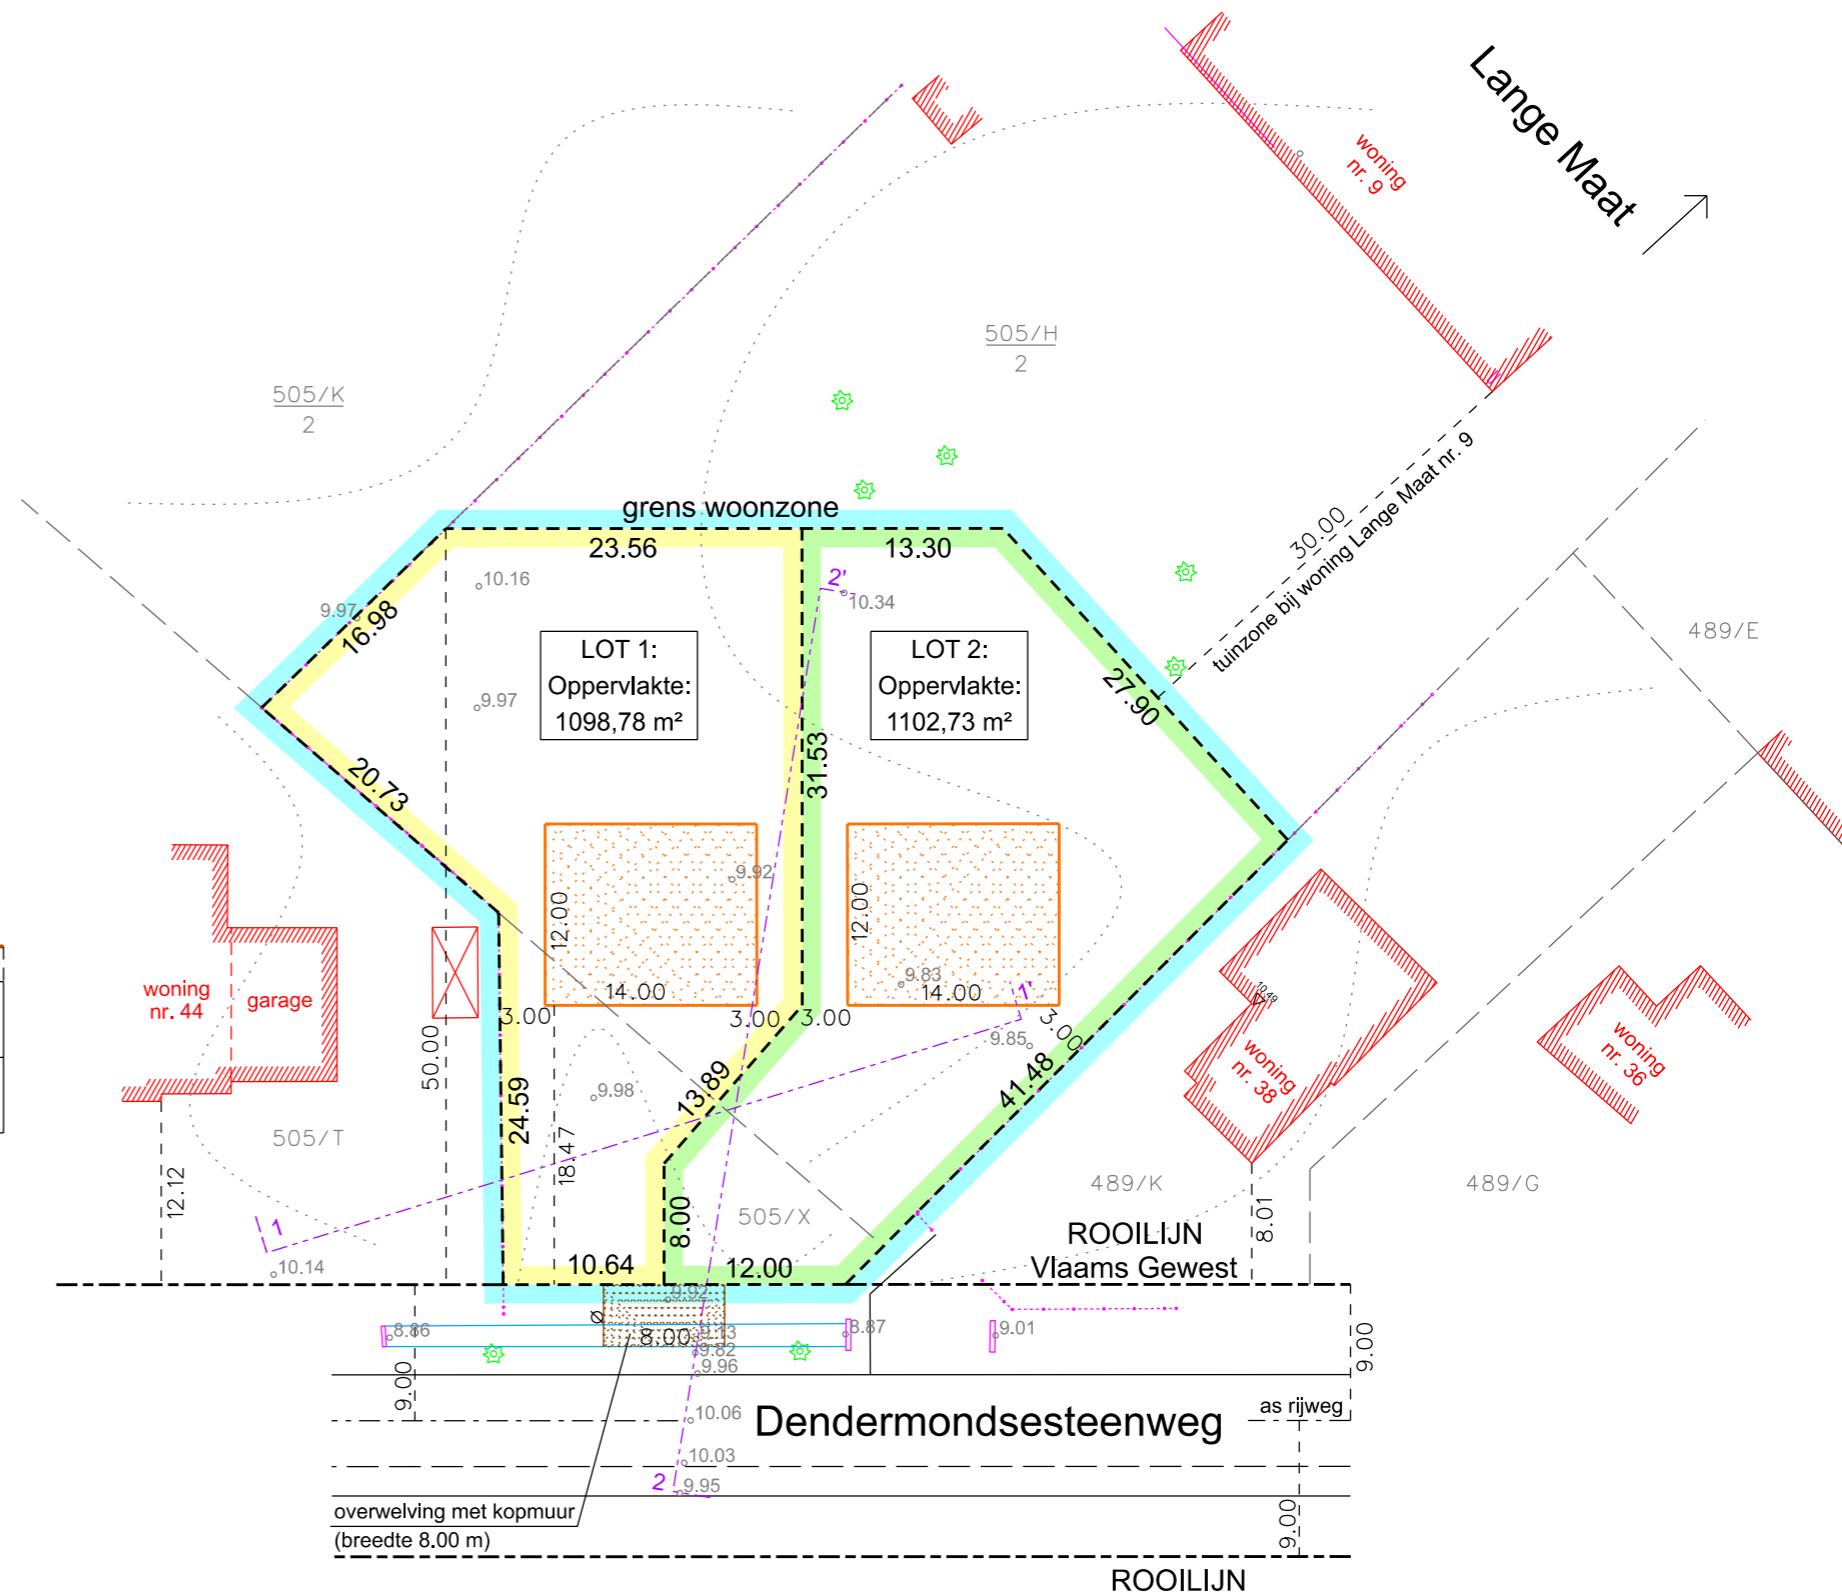 Lange Maat
woning
nr. 9
505/H
2
505/K
2
grens woonzone
23.56
13.30
30.00
tuinzone bij woning Lange Maat nr. 9
10.16
2'
10.34
9.97
16.98
489/E
LOT 1:
Oppervlakte:
1098,78 m²
LOT 2:
Oppervlakte:
1102,73 m²
9.97
27.90
31.53
20.73
9.92
12.00
12.00
9.83
14.00
14.00
1'
10.49
woning
nr. 44
garage
3.00
3.00
3.00
3.00
9.85
50.00
woning
nr. 38
woning
nr. 36
13.89
41.48
9.98
24.59
18.47
505/T
12.12
489/K
489/G
505/X
8.00
8.01
1
ROOILIJN
Vlaams Gewest
10.14
10.64
12.00
9.92
Ø
8.86
8.00
9.13
8.87
9.01
9.82
9.96
9.00
9.00
10.06
Dendermondsesteenweg
as rijweg
10.03
2
9.95
overwelving met kopmuur
(breedte 8.00 m)
9.00
ROOILIJN